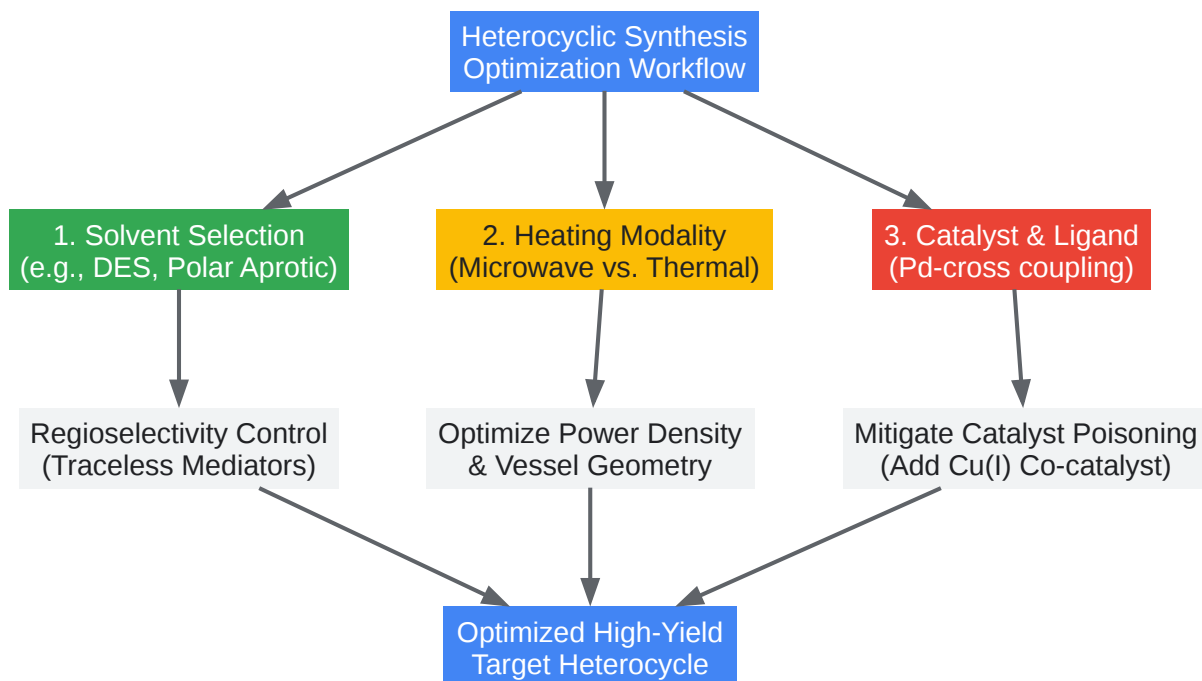 Heterocyclic Synthesis
Optimization Workflow
1. Solvent Selection
(e.g., DES, Polar Aprotic)
2. Heating Modality
(Microwave vs. Thermal)
3. Catalyst & Ligand
(Pd-cross coupling)
Regioselectivity Control
(Traceless Mediators)
Optimize Power Density
& Vessel Geometry
Mitigate Catalyst Poisoning
(Add Cu(I) Co-catalyst)
Optimized High-Yield
Target Heterocycle